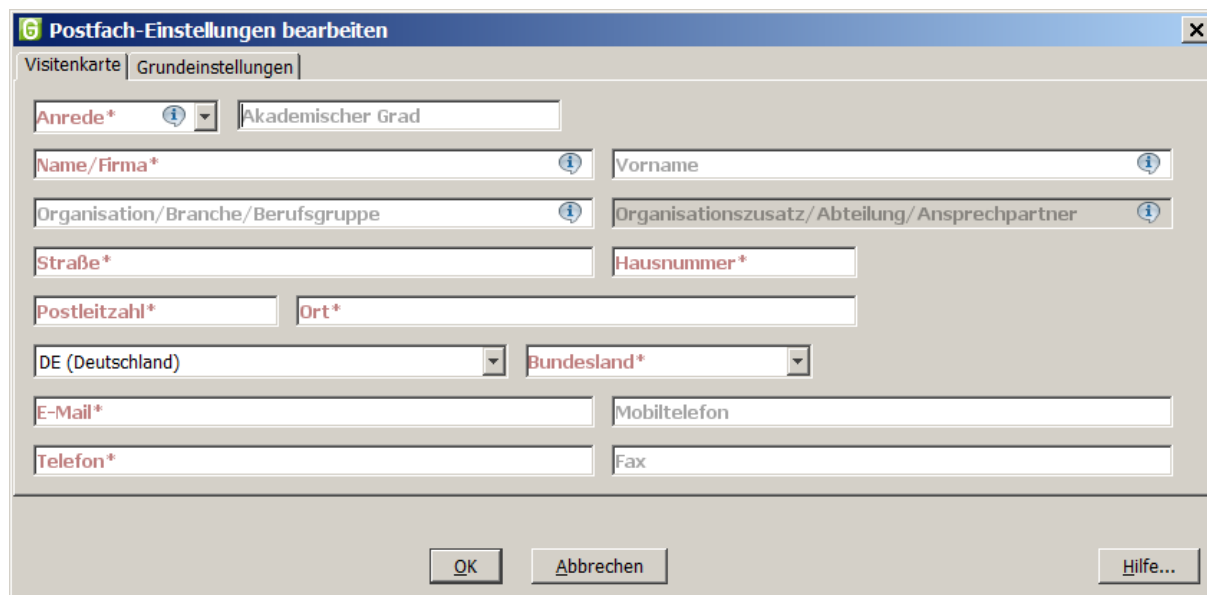 Postfach-Einstellungen bearbeiten
Visitenkarte Grundeinstellungen
Anrede* Akademischer Grad
Name/Firma* Vorname
Organisation/Branche/Berufsgruppe Organisationszusatz/Abteilung/Ansprechpartner
Straße* Hausnummer*
Postleitzahl* Ort*
DE (Deutschland) Bundesland*
E-Mail* Mobiltelefon
Telefon* Fax
OK Abbrechen Hilfe...